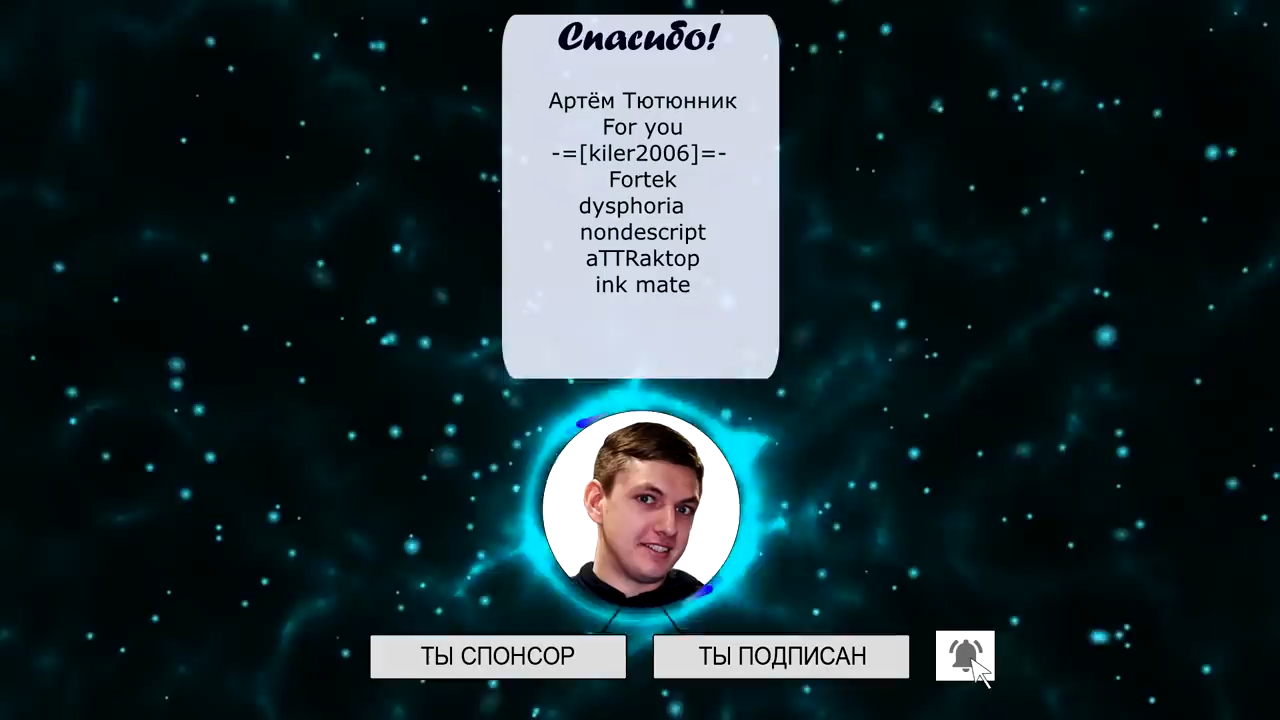 Спасибо!
Артём Тютюнник
For you
-=[kiler2006]=-
Fortek
dysphoria
nondescript
aTTRaktop
ink mate
ТЫ СПОНСОР
ТЫ ПОДПИСАН